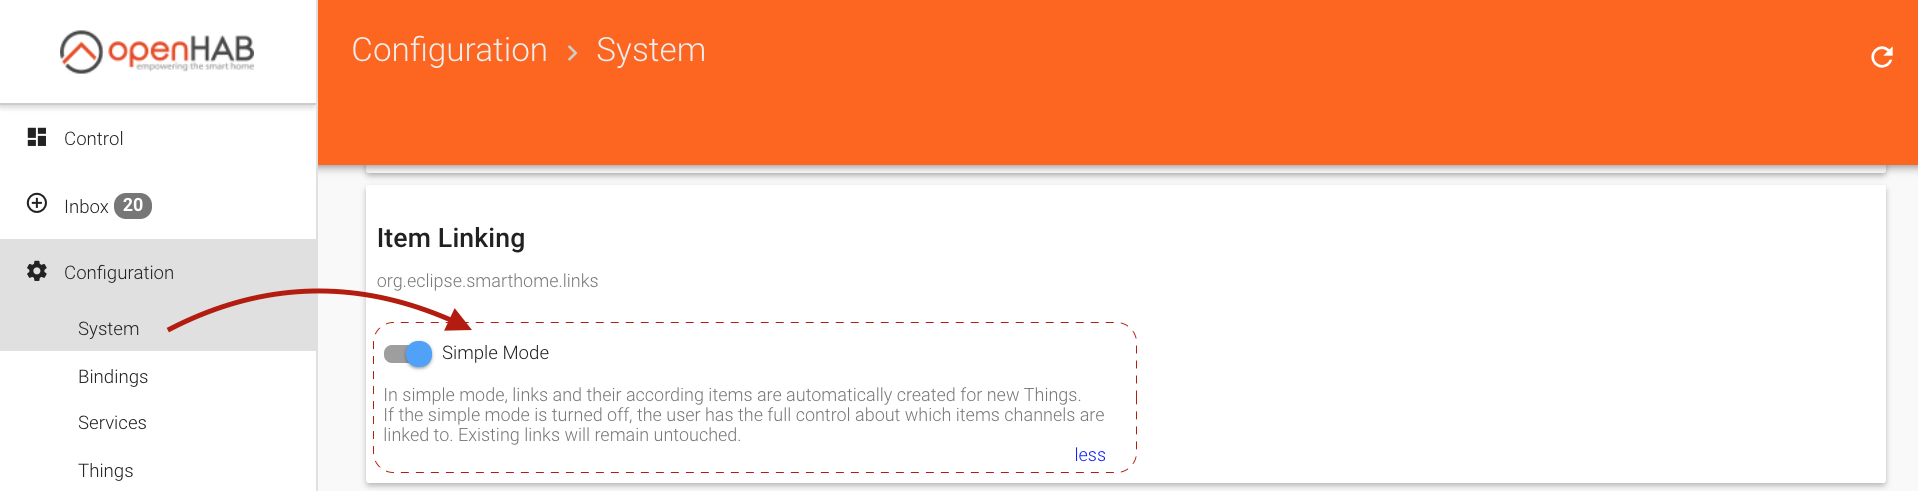 openHAB
empowering the smart home
Configuration > System
Control
Inbox 20
Configuration
System
Bindings
Services
Things
Item Linking
org.eclipse.smarthome.links
Simple Mode
In simple mode, links and their according items are automatically created for new Things.
If the simple mode is turned off, the user has the full control about which items channels are
linked to. Existing links will remain untouched.
less